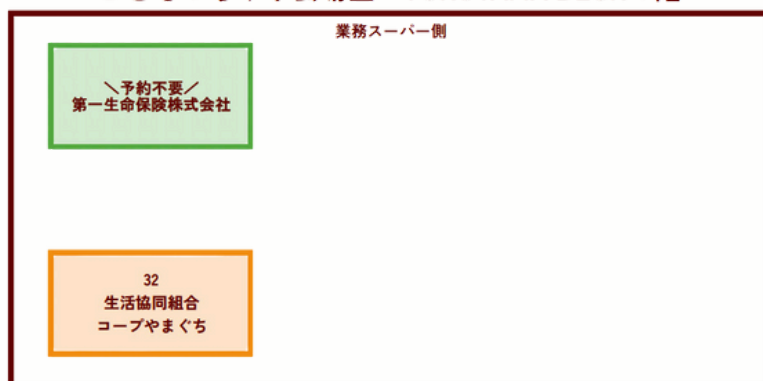 業務スーパー側
＼予約不要／
第一生命保険株式会社
32
生活協同組合
コープやまぐち